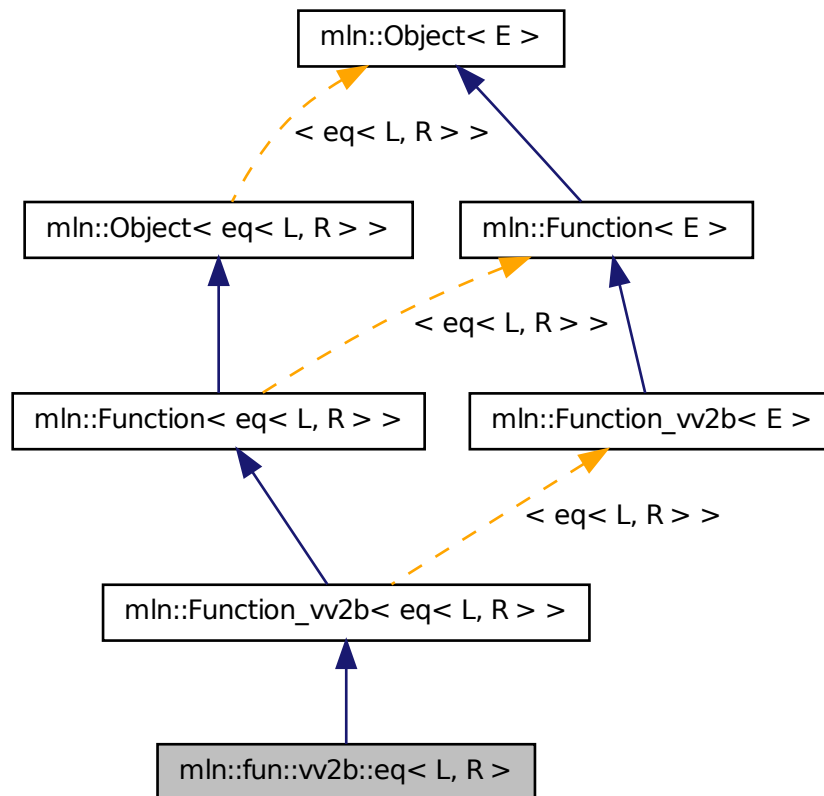 mln::Object< E >
< eq< L, R > >
mln::Object< eq< L, R > >
mln::Function< E >
< eq< L, R > >
mln::Function< eq< L, R > >
mln::Function_vv2b< E >
< eq< L, R > >
mln::Function_vv2b< eq< L, R > >
mln::fun::vv2b::eq< L, R >